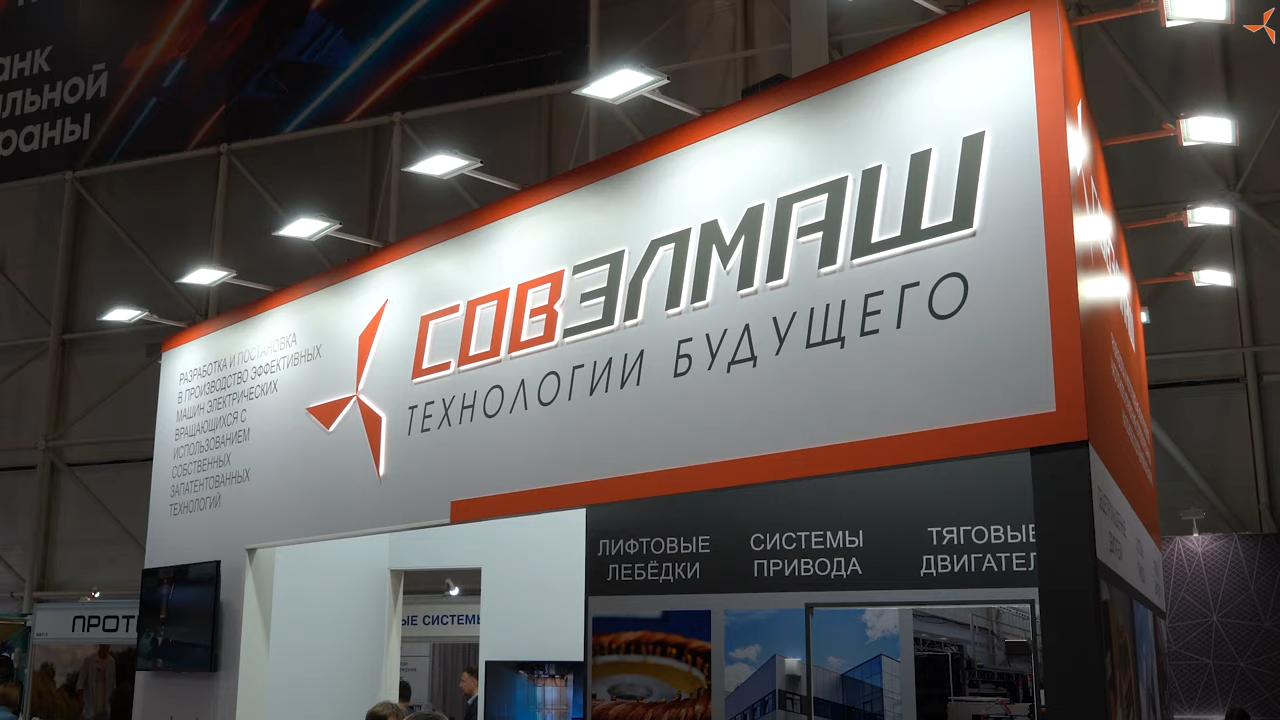 АНК
АЛЬНОЙ
РАНЫ
РАЗРАБОТКА И ПОСТАНОВКА
В ПРОИЗВОДСТВО ЭФФЕКТИВНЫХ
МАШИН ЭЛЕКТРИЧЕСКИХ
ВРАЩАЮЩИХСЯ С
ИСПОЛЬЗОВАНИЕМ
СОБСТВЕННЫХ
ЗАПАТЕНТОВАННЫХ
ТЕХНОЛОГИЙ
СОВЭЛМАШ
ТЕХНОЛОГИИ БУДУЩЕГО
ЛИФТОВЫЕ
ЛЕБЁДКИ
СИСТЕМЫ
ПРИВОДА
ТЯГОВЫЕ
ДВИГАТЕЛ
ПРОТ
ЫЕ СИСТЕМЫ